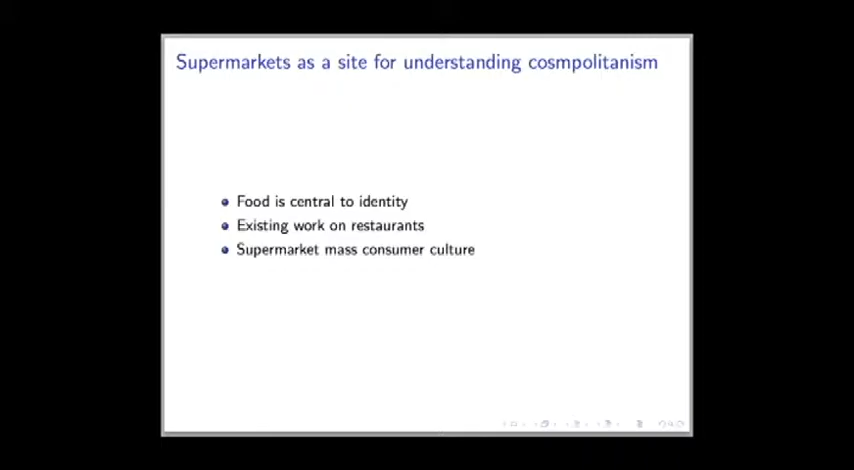 Supermarkets as a site for understanding cosmpolitanism
Food is central to identity
Existing work on restaurants
Supermarket mass consumer culture